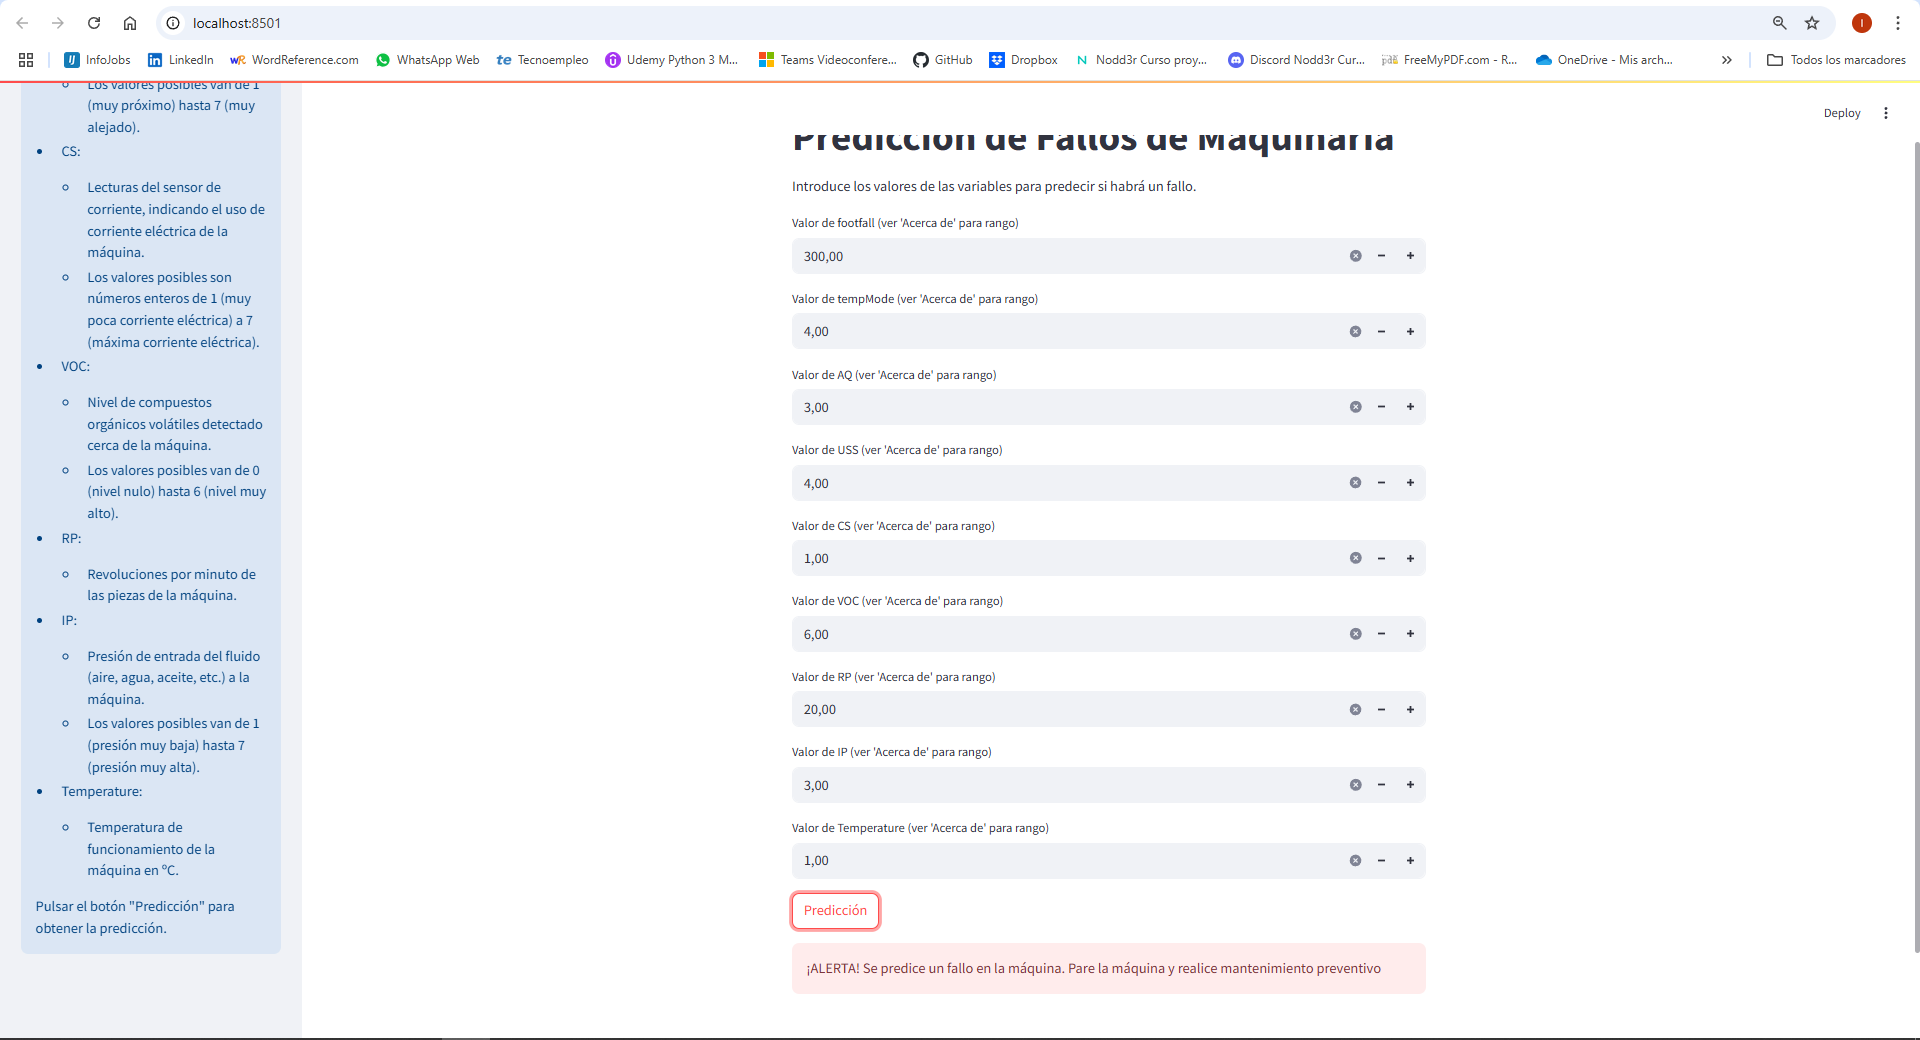 localhost:8501
InfoJobs
LinkedIn
WordReference.com
WhatsApp Web
te Tecnoempleo
Udemy Python 3 M...
Teams Videoconfere...
GitHub
Dropbox
N Nodd3r Curso proy...
Discord Nodd3r Cur...
FreeMyPDF.com - R...
OneDrive - Mis arch...
Todos los marcadores
Los valores posibles van de 1
(muy próximo) hasta 7 (muy
alejado).
CS:
Lecturas del sensor de
corriente, indicando el uso de
corriente eléctrica de la
máquina.
Los valores posibles son
números enteros de 1 (muy
poca corriente eléctrica) a 7
(máxima corriente eléctrica).
VOC:
Nivel de compuestos
orgánicos volátiles detectado
cerca de la máquina.
Los valores posibles van de 0
(nivel nulo) hasta 6 (nivel muy
alto).
RP:
Revoluciones por minuto de
las piezas de la máquina.
IP:
Presión de entrada del fluido
(aire, agua, aceite, etc.) a la
máquina.
Los valores posibles van de 1
(presión muy baja) hasta 7
(presión muy alta).
Temperature:
Temperatura de
funcionamiento de la
máquina en ºC.
Pulsar el botón "Predicción" para
obtener la predicción.
Deploy
Predicción de Fallos de Maquinaria
Introduce los valores de las variables para predecir si habrá un fallo.
Valor de footfall (ver 'Acerca de' para rango)
300,00
Valor de tempMode (ver 'Acerca de' para rango)
4,00
Valor de AQ (ver 'Acerca de' para rango)
3,00
Valor de USS (ver 'Acerca de' para rango)
4,00
Valor de CS (ver 'Acerca de' para rango)
1,00
Valor de VOC (ver 'Acerca de' para rango)
6,00
Valor de RP (ver 'Acerca de' para rango)
20,00
Valor de IP (ver 'Acerca de' para rango)
3,00
Valor de Temperature (ver 'Acerca de' para rango)
1,00
Predicción
¡ALERTA! Se predice un fallo en la máquina. Pare la máquina y realice mantenimiento preventivo